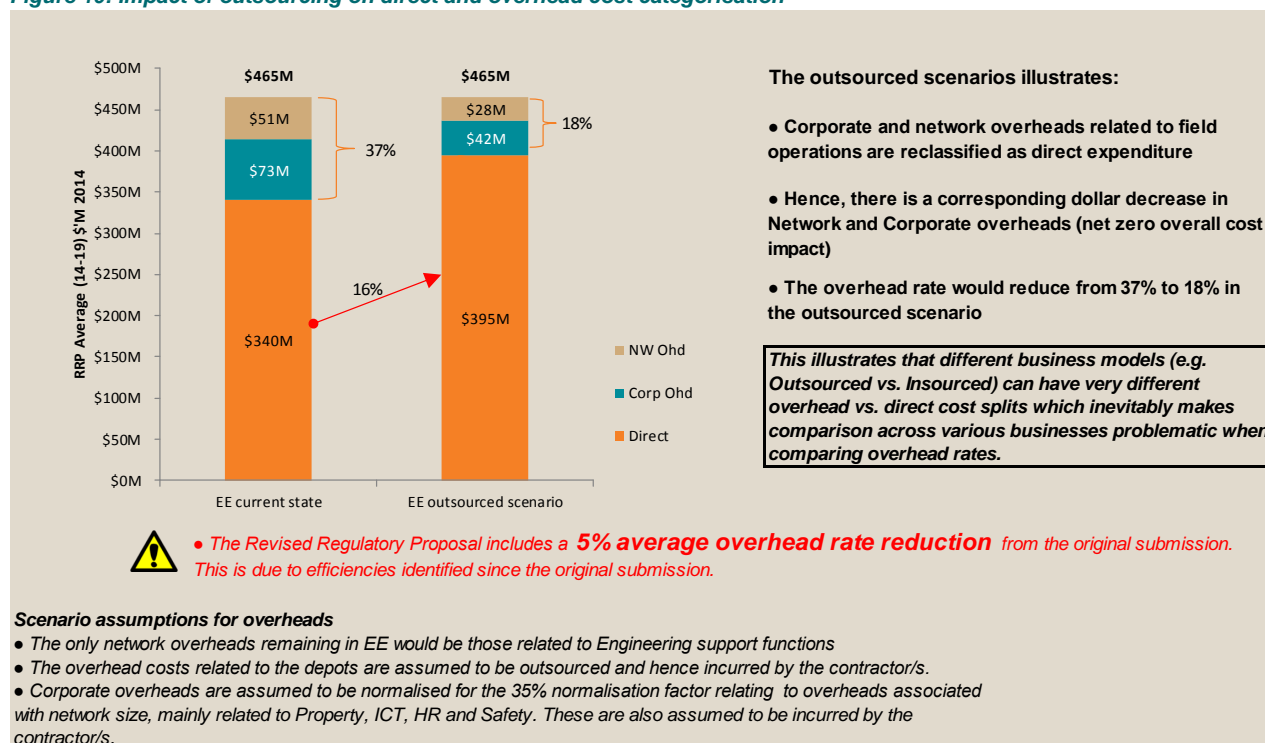 Figure 10: Impact of outsourcing on direct and overhead cost categorisation
$500M
$450M
$400M
$350M
$300M
$250M
$200M
$150M
$100M
$50M
$0M
RRP Average (14-19) $'M 2014
$465M
$51M
$73M
37%
$340M
16%
$465M
$28M
$42M
18%
$395M
EE current state
EE outsourced scenario
NW Ohd
Corp Ohd
Direct
The outsourced scenarios illustrates:
● Corporate and network overheads related to field
operations are reclassified as direct expenditure
● Hence, there is a corresponding dollar decrease in
Network and Corporate overheads (net zero overall cost
impact)
● The overhead rate would reduce from 37% to 18% in
the outsourced scenario
This illustrates that different business models (e.g.
Outsourced vs. Insourced) can have very different
overhead vs. direct cost splits which inevitably makes
comparison across various businesses problematic when
comparing overhead rates.
● The Revised Regulatory Proposal includes a 5% average overhead rate reduction from the original submission.
This is due to efficiencies identified since the original submission.
Scenario assumptions for overheads
● The only network overheads remaining in EE would be those related to Engineering support functions
● The overhead costs related to the depots are assumed to be outsourced and hence incurred by the contractor/s.
● Corporate overheads are assumed to be normalised for the 35% normalisation factor relating to overheads associated
with network size, mainly related to Property, ICT, HR and Safety. These are also assumed to be incurred by the
contractor/s.